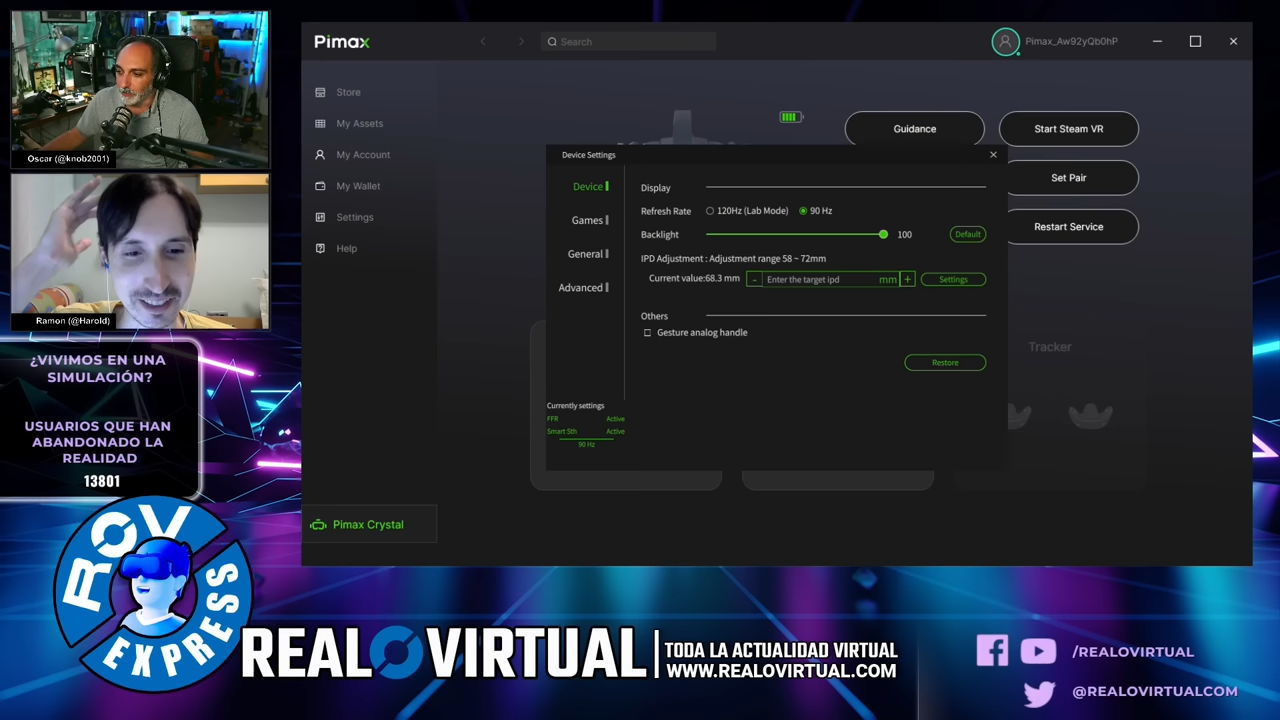 Oscar (@knob2001)
Ramon (@Harold)
¿VIVIMOS EN UNA
SIMULACIÓN?
USUARIOS QUE HAN
ABANDONADO LA
REALIDAD
13801
ROV
EXPRESS
Pimax
Search
Pimax_Aw92yQb0hP
Store
My Assets
My Account
My Wallet
Settings
Help
Pimax Crystal
Guidance
Start Steam VR
Set Pair
Restart Service
Tracker
Device Settings
Device
Games
General
Advanced
Display
Refresh Rate 120Hz (Lab Mode) 90 Hz
Backlight 100 Default
IPD Adjustment : Adjustment range 58 ~ 72mm
Current value:68.3 mm - Enter the target ipd mm + Settings
Others
Gesture analog handle
Restore
Currently settings
FFR Active
Smart Sth Active
90 Hz
REALOVIRTUAL
TODA LA ACTUALIDAD VIRTUAL
WWW.REALOVIRTUAL.COM
/REALOVIRTUAL
@REALOVIRTUALCOM